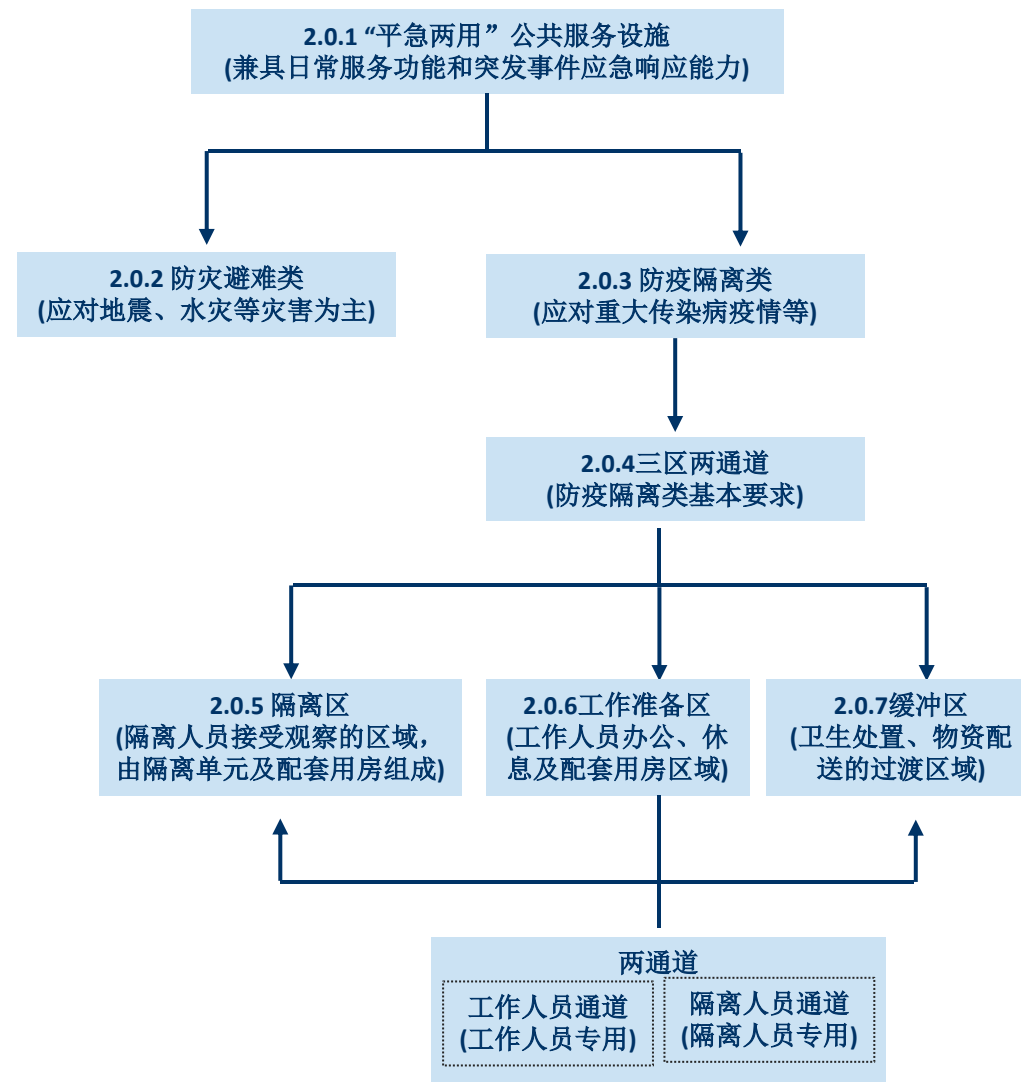 2.0.1 “平急两用”公共服务设施
(兼具日常服务功能和突发事件应急响应能力)
2.0.2 防灾避难类
(应对地震、水灾等灾害为主)
2.0.3 防疫隔离类
(应对重大传染病疫情等)
2.0.4三区两通道
(防疫隔离类基本要求)
2.0.5 隔离区
(隔离人员接受观察的区域，
由隔离单元及配套用房组成)
2.0.6工作准备区
(工作人员办公、休
息及配套用房区域)
2.0.7缓冲区
(卫生处置、物资配
送的过渡区域)
两通道
工作人员通道
(工作人员专用)
隔离人员通道
(隔离人员专用)